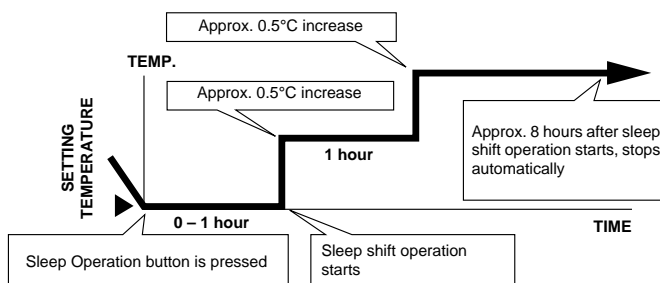 Approx. 0.5°C increase
TEMP.
Approx. 0.5°C increase
SETTING
TEMPERATURE
1 hour
Approx. 8 hours after sleep
shift operation starts, stops
automatically
0 – 1 hour
TIME
Sleep Operation button is pressed
Sleep shift operation
starts